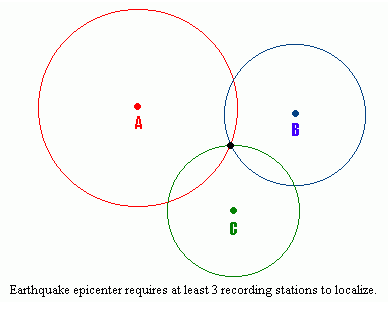 A
B
C
Earthquake epicenter requires at least 3 recording stations to localize.